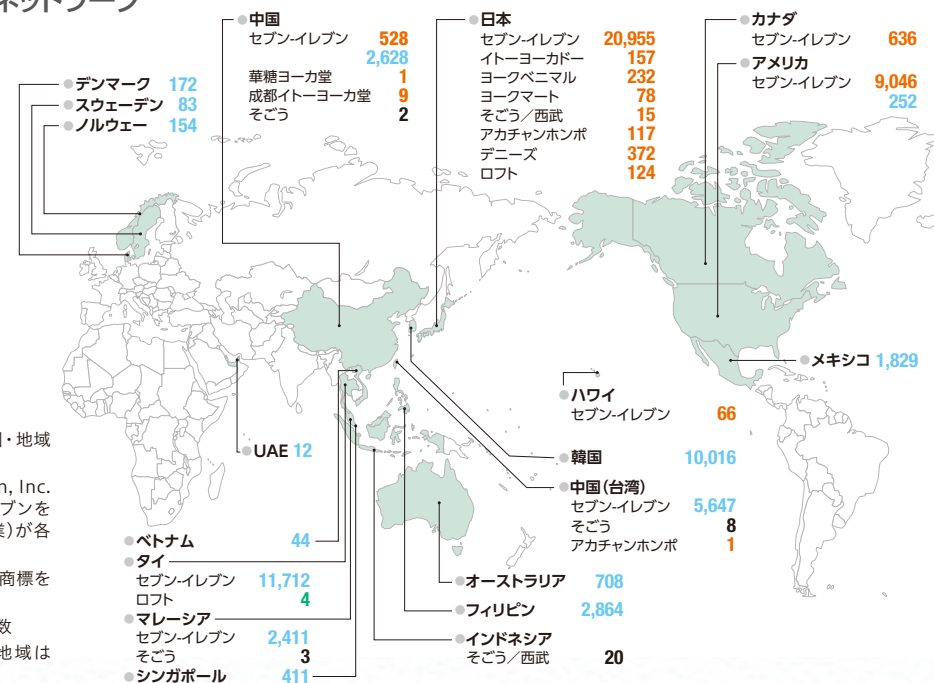 ネットワーク
中国
セブン-イレブン 528
2,628
華糖ヨーカ堂 1
成都イトーヨーカ堂 9
そごう 2
日本
セブン-イレブン 20,955
イトーヨーカドー 157
ヨークベニマル 232
ヨークマート 78
そごう／西武 15
アカチャンホンポ 117
デニーズ 372
ロフト 124
カナダ
セブン-イレブン 636
アメリカ
セブン-イレブン 9,046
252
デンマーク 172
スウェーデン 83
ノルウェー 154
メキシコ 1,829
ハワイ
セブン-イレブン 66
UAE 12
韓国 10,016
中国(台湾)
セブン-イレブン 5,647
そごう 8
アカチャンホンポ 1
・地域
n, Inc.
ブンを
)が各
商標を
数
地域は
ベトナム 44
タイ
セブン-イレブン 11,712
ロフト 4
マレーシア
セブン-イレブン 2,411
そごう 3
シンガポール 411
オーストラリア 708
フィリピン 2,864
インドネシア
そごう／西武 20